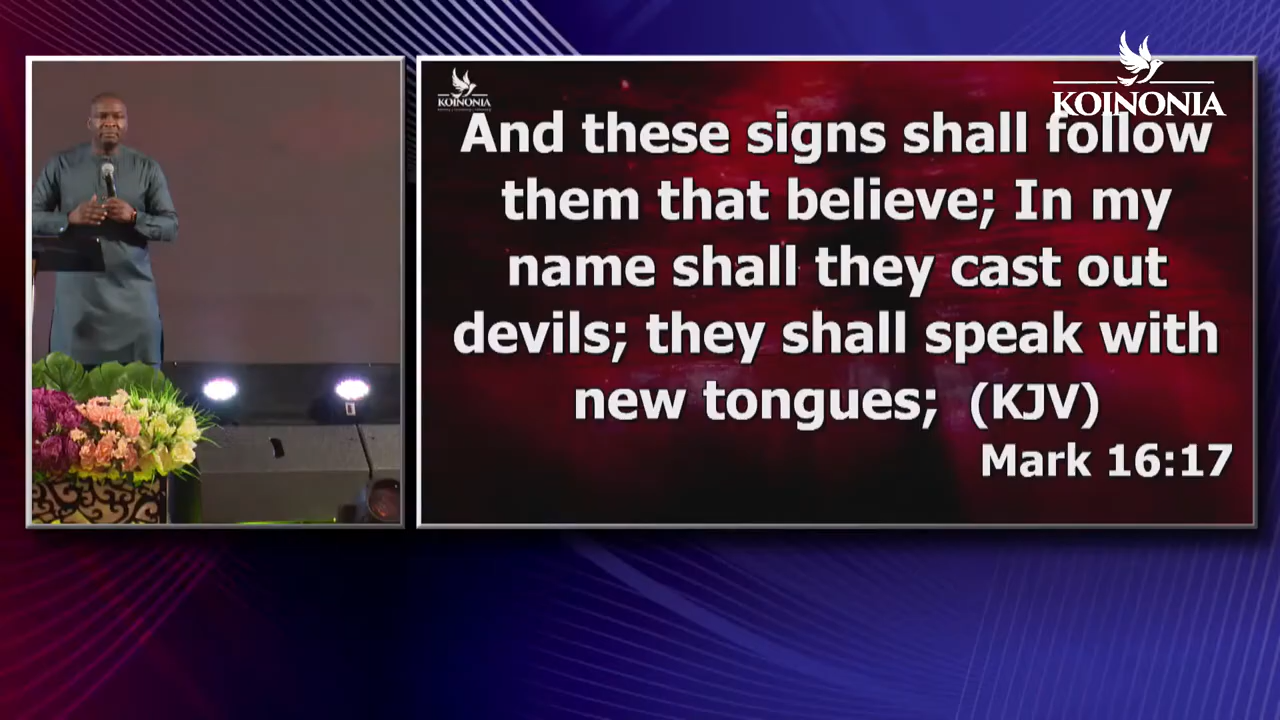 KOINONIA
KOINONIA
And these signs shall follow
them that believe; In my
name shall they cast out
devils; they shall speak with
new tongues; (KJV)
Mark 16:17